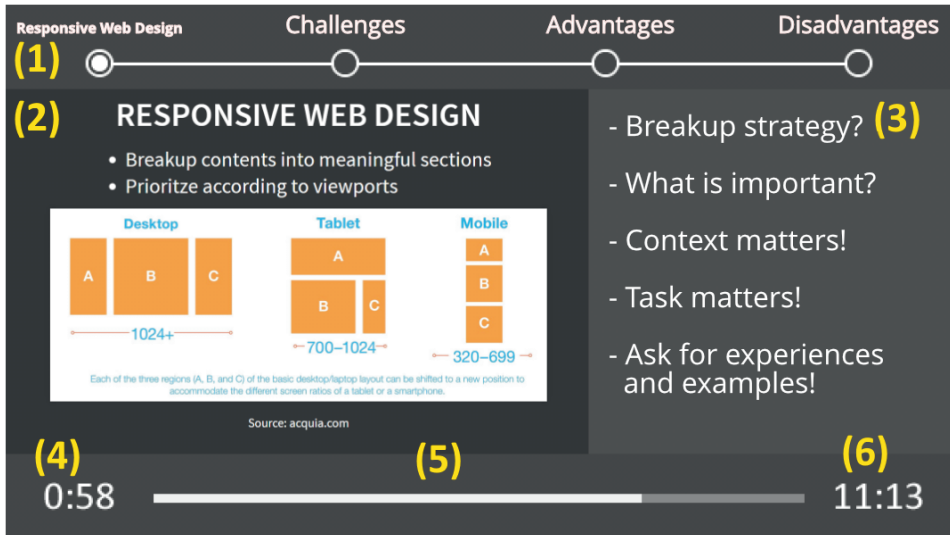 Responsive Web Design
Challenges
Advantages
Disadvantages
(1)
(2)
RESPONSIVE WEB DESIGN
• Breakup contents into meaningful sections
• Prioritze according to viewports
Desktop
Tablet
Mobile
A
B
C
A
B
C
A
B
C
1024+
700–1024
320–699
Each of the three regions (A, B, and C) of the basic desktop/laptop layout can be shifted to a new position to
accommodate the different screen ratios of a tablet or a smartphone.
Source: acquia.com
(3)
- Breakup strategy?
- What is important?
- Context matters!
- Task matters!
- Ask for experiences
and examples!
(4)
0:58
(5)
(6)
11:13